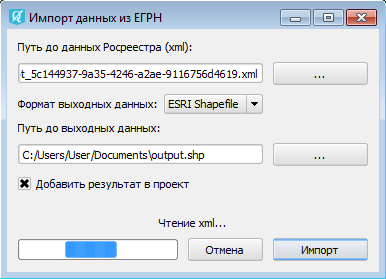 Импорт данных из ЕГРН
Путь до данных Росреестра (xml):
t_5c144937-9a35-4246-a2ae-9116756d4619.xml
...
Формат выходных данных: ESRI Shapefile
Путь до выходных данных:
C:/Users/User/Documents\output.shp
...
Добавить результат в проект
Чтение xml...
Отмена
Импорт